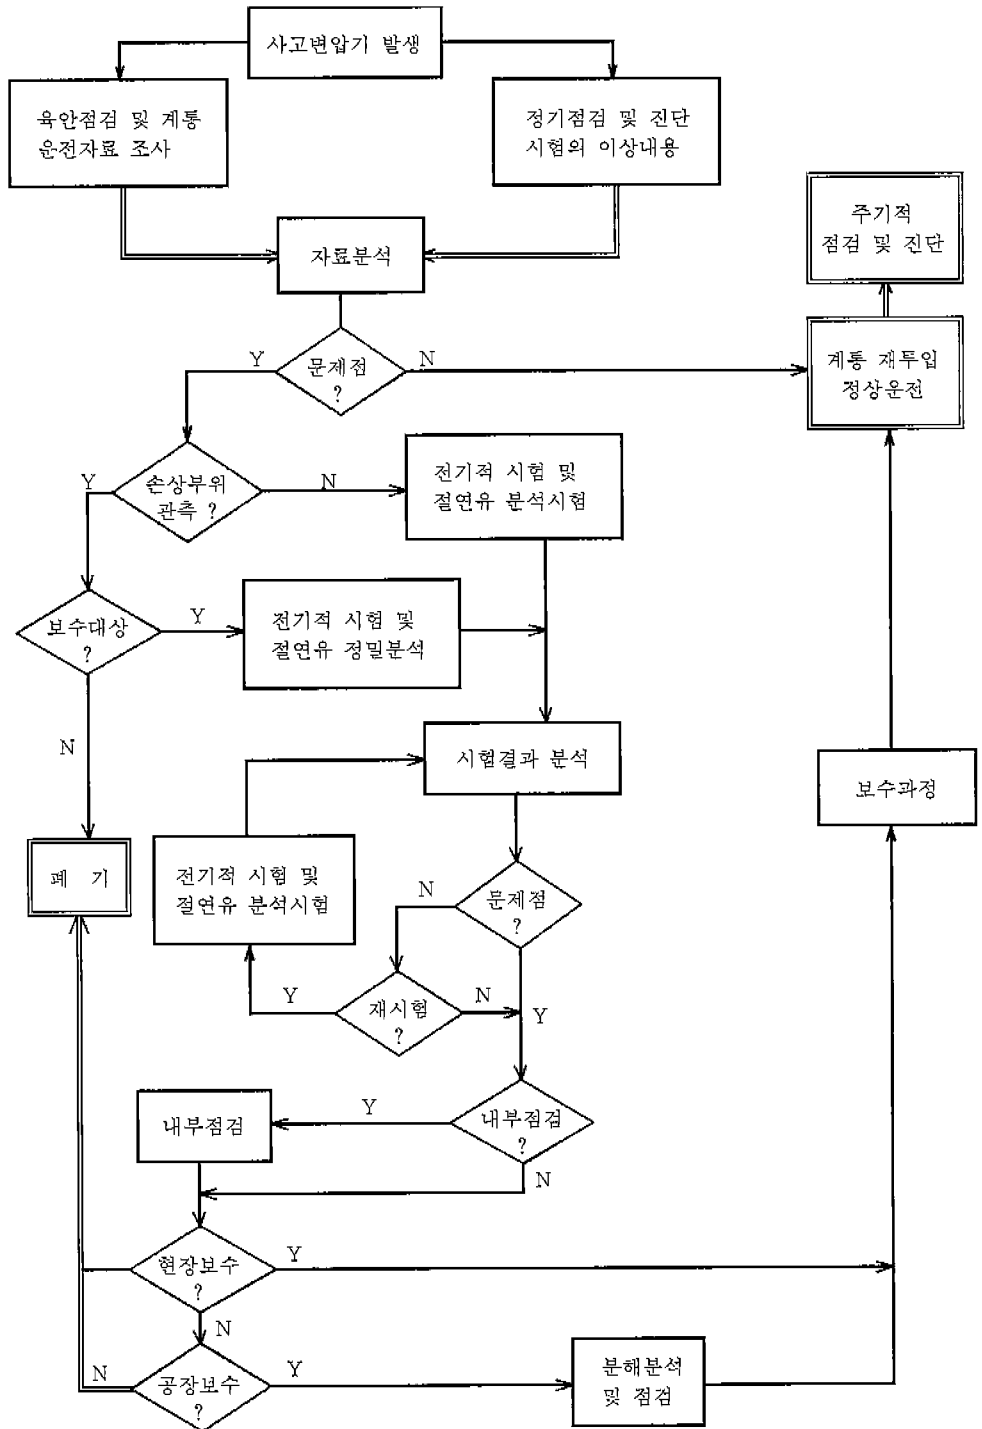 사고변압기 발생
육안점검 및 계통
운전자료 조사
정기점검 및 진단
시험의 이상내용
주기적
점검 및 진단
자료분석
계통 재투입
정상운전
Y
문제점
?
N
Y
손상부위
관측 ?
N
전기적 시험 및
절연유 분석시험
보수대상
?
Y
전기적 시험 및
절연유 정밀분석
N
시험결과 분석
보수과정
폐 기
전기적 시험 및
절연유 분석시험
N
문제점
?
Y
재시험
?
N
Y
내부점검
Y
내부점검
?
N
현장보수
?
Y
N
N
공장보수
?
Y
분해분석
및 점검